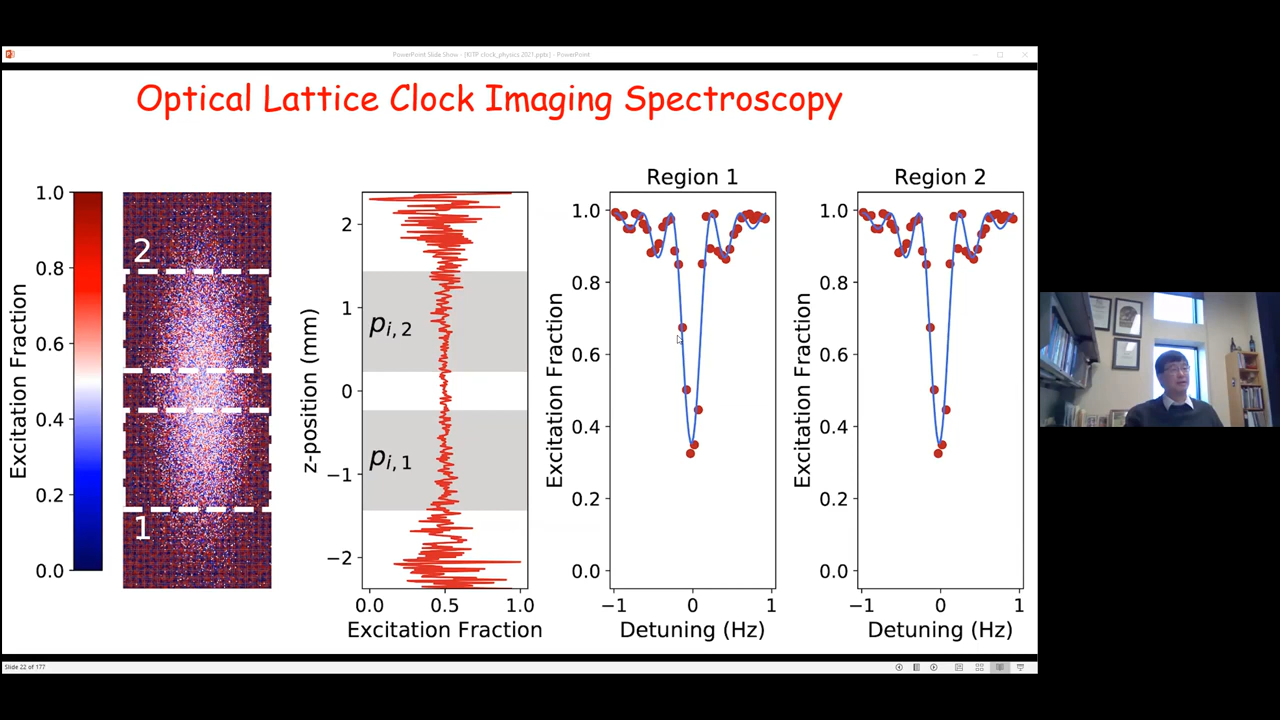 PowerPoint Slide Show - [IOTP clock_physics 2021.pptx] - PowerPoint
Optical Lattice Clock Imaging Spectroscopy
Excitation Fraction
1.0
0.8
0.6
0.4
0.2
0.0
2
1
z-position (mm)
2
1
0
−1
−2
pi,2
pi,1
0.0 0.5 1.0
Excitation Fraction
Region 1
Excitation Fraction
1.0
0.8
0.6
0.4
0.2
0.0
−1 0 1
Detuning (Hz)
Region 2
Excitation Fraction
1.0
0.8
0.6
0.4
0.2
0.0
−1 0 1
Detuning (Hz)
Slide 22 of 177